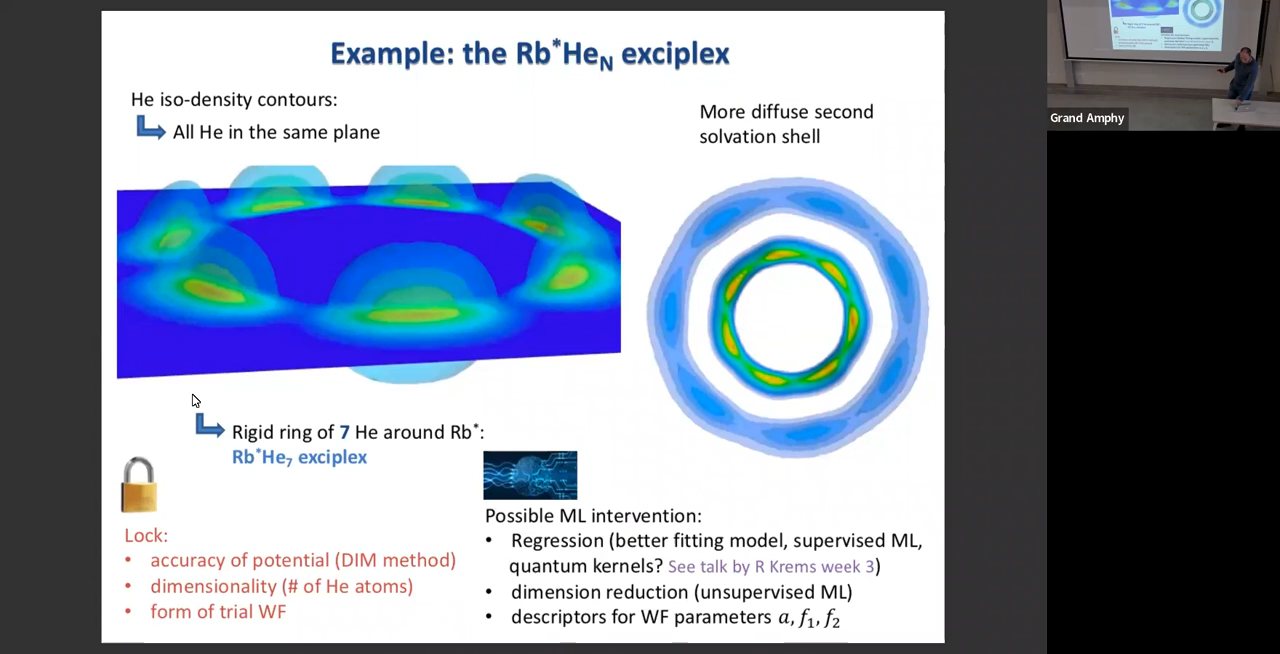 Example: the Rb*He_N exciplex
He iso-density contours:
All He in the same plane
More diffuse second
solvation shell
Rigid ring of 7 He around Rb*:
Rb*He₇ exciplex
Lock:
• accuracy of potential (DIM method)
• dimensionality (# of He atoms)
• form of trial WF
Possible ML intervention:
• Regression (better fitting model, supervised ML,
quantum kernels? See talk by R Krems week 3)
• dimension reduction (unsupervised ML)
• descriptors for WF parameters a, f₁, f₂
Grand Amphy